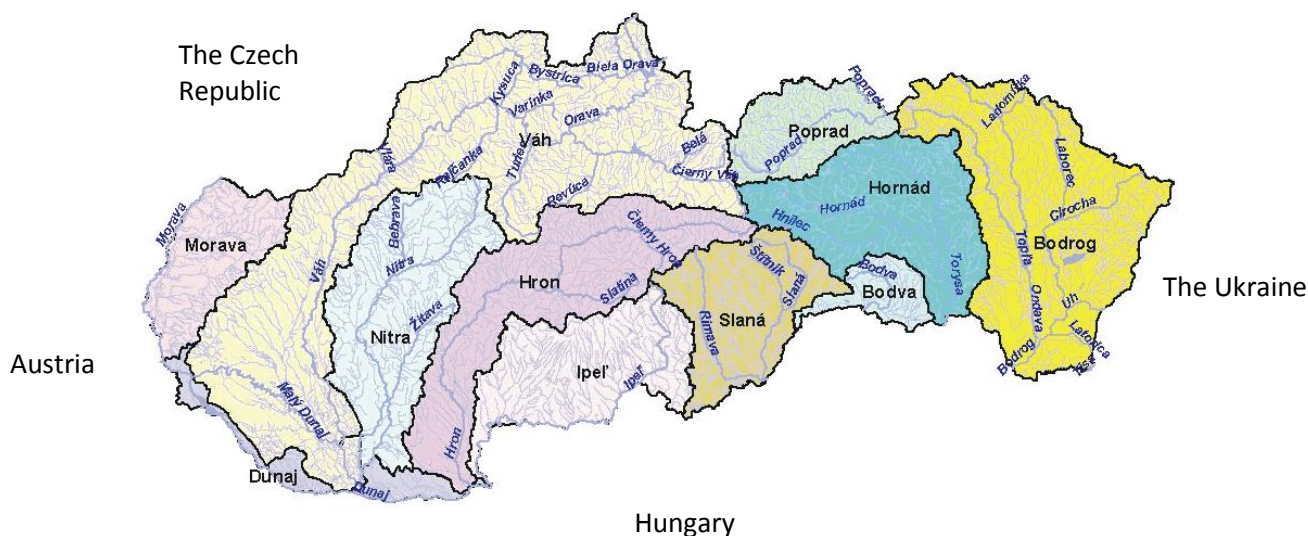 The Czech
Republic
Poprad
Biela Orava
Bystrica
Kysuca
Varínka
Orava
Poprad
Poprad
Ladomirka
Váh
Belá
Turiec
Rajčanka
Vlára
Čierny Váh
Revúca
Laborec
Hornád
Hornád
Hnilec
Cirocha
Morava
Morava
Bebrava
Nitra
Váh
Čierny Hron
Štítnik
Slaná
Topľa
Bodrog
Torysa
Bodva
Bodva
Hron
Slatina
Žitava
Nitra
Slaná
Rimava
Ondava
Uh
Latorica
Bodrog
The Ukraine
Austria
Ipeľ
Ipeľ
Malý Dunaj
Hron
Dunaj
Dunaj
Hungary